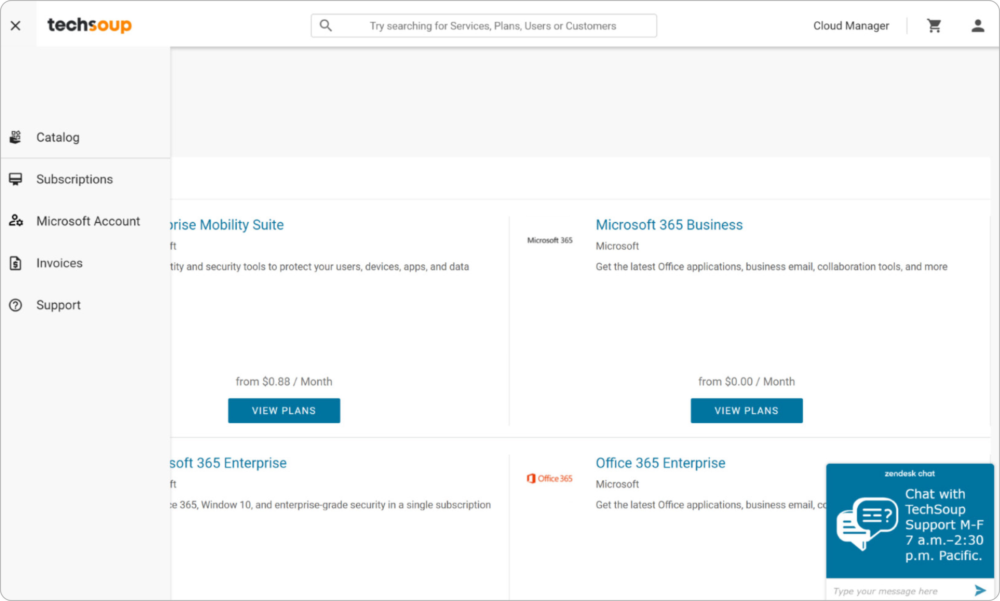 techsoup
Try searching for Services, Plans, Users or Customers
Cloud Manager
Catalog
Subscriptions
Microsoft Account
Invoices
Support
prise Mobility Suite
ft
tity and security tools to protect your users, devices, apps, and data
from $0.88 / Month
VIEW PLANS
Microsoft 365
Microsoft 365 Business
Microsoft
Get the latest Office applications, business email, collaboration tools, and more
from $0.00 / Month
VIEW PLANS
soft 365 Enterprise
ft
ce 365, Window 10, and enterprise-grade security in a single subscription
Office 365
Office 365 Enterprise
Microsoft
Get the latest Office applications, business email, co
zendesk chat
Chat with
TechSoup
Support M-F
7 a.m.–2:30
p.m. Pacific.
Type your message here